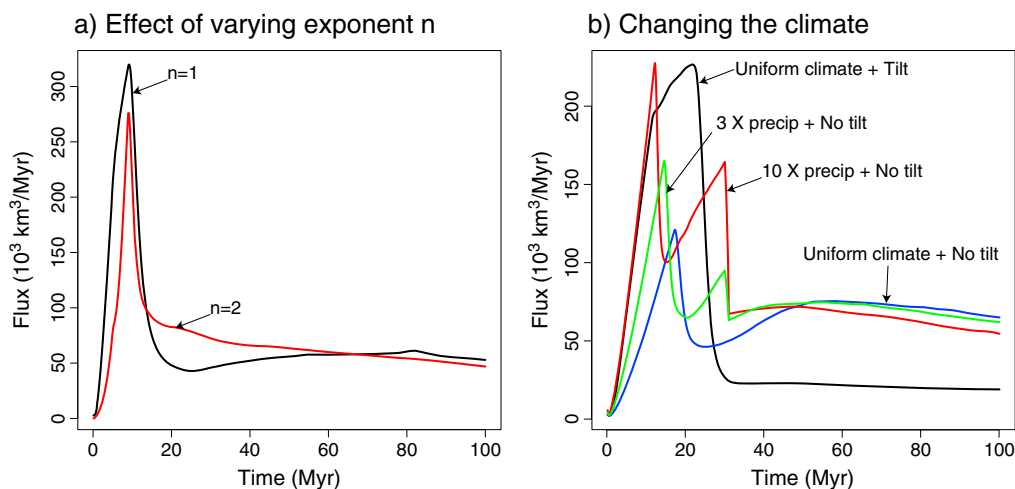 a) Effect of varying exponent n
n=1
n=2
Flux (10³ km³/Myr)
0
50
100
150
200
250
300
0 20 40 60 80 100
Time (Myr)
b) Changing the climate
Uniform climate + Tilt
3 X precip + No tilt
10 X precip + No tilt
Uniform climate + No tilt
Flux (10³ km³/Myr)
0
50
100
150
200
0 20 40 60 80 100
Time (Myr)